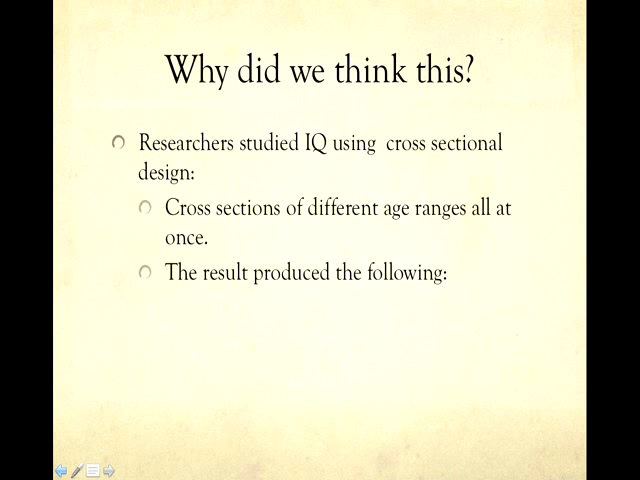 Why did we think this?
Researchers studied IQ using  cross sectional
design:
Cross sections of different age ranges all at
once.
The result produced the following: